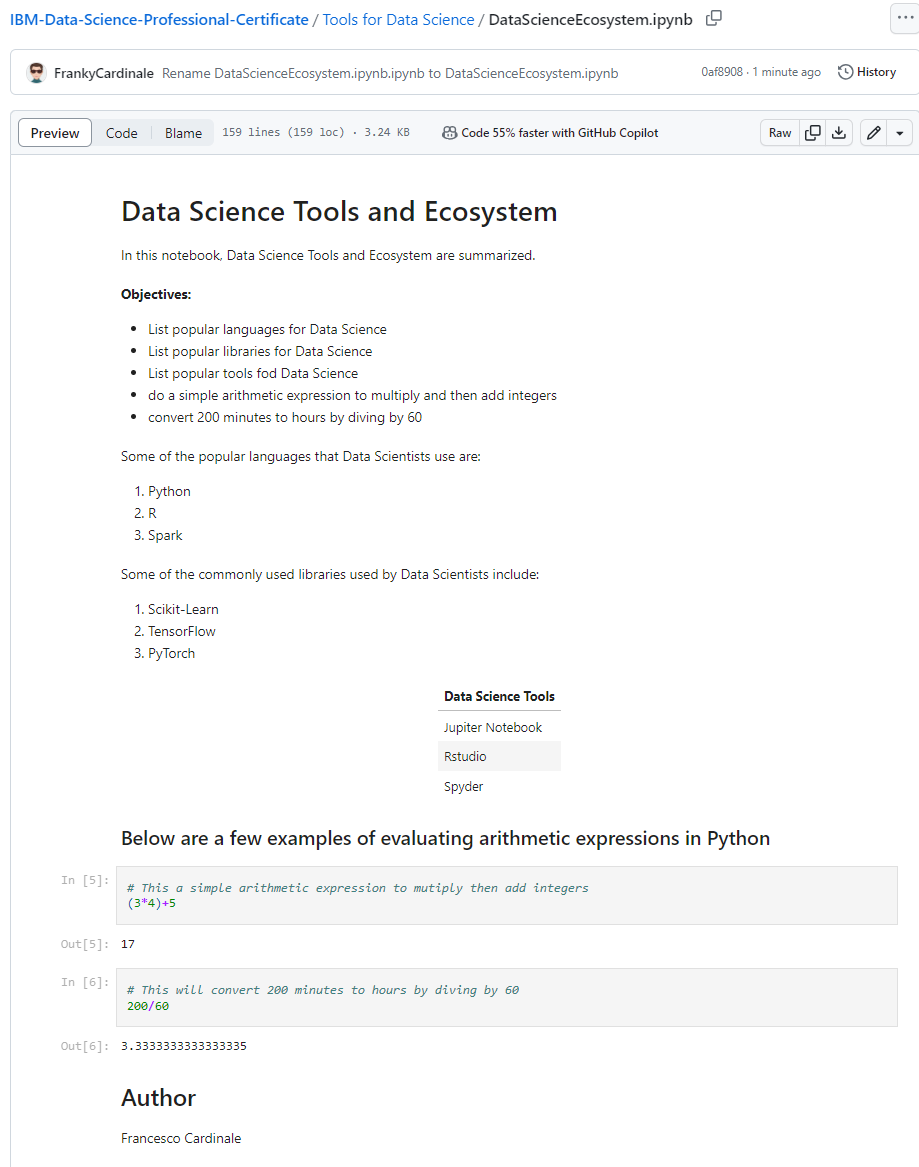 IBM-Data-Science-Professional-Certificate / Tools for Data Science / DataScienceEcosystem.ipynb
FrankyCardinale Rename DataScienceEcosystem.ipynb.ipynb to DataScienceEcosystem.ipynb 0af8908 · 1 minute ago History
Preview Code Blame 159 lines (159 loc) · 3.24 KB Code 55% faster with GitHub Copilot Raw
Data Science Tools and Ecosystem
In this notebook, Data Science Tools and Ecosystem are summarized.
Objectives:
• List popular languages for Data Science
• List popular libraries for Data Science
• List popular tools fod Data Science
• do a simple arithmetic expression to multiply and then add integers
• convert 200 minutes to hours by diving by 60
Some of the popular languages that Data Scientists use are:
1. Python
2. R
3. Spark
Some of the commonly used libraries used by Data Scientists include:
1. Scikit-Learn
2. TensorFlow
3. PyTorch
Data Science Tools
Jupiter Notebook
Rstudio
Spyder
Below are a few examples of evaluating arithmetic expressions in Python
In [5]:
# This a simple arithmetic expression to mutiply then add integers
(3*4)+5
Out[5]: 17
In [6]:
# This will convert 200 minutes to hours by diving by 60
200/60
Out[6]: 3.3333333333333335
Author
Francesco Cardinale